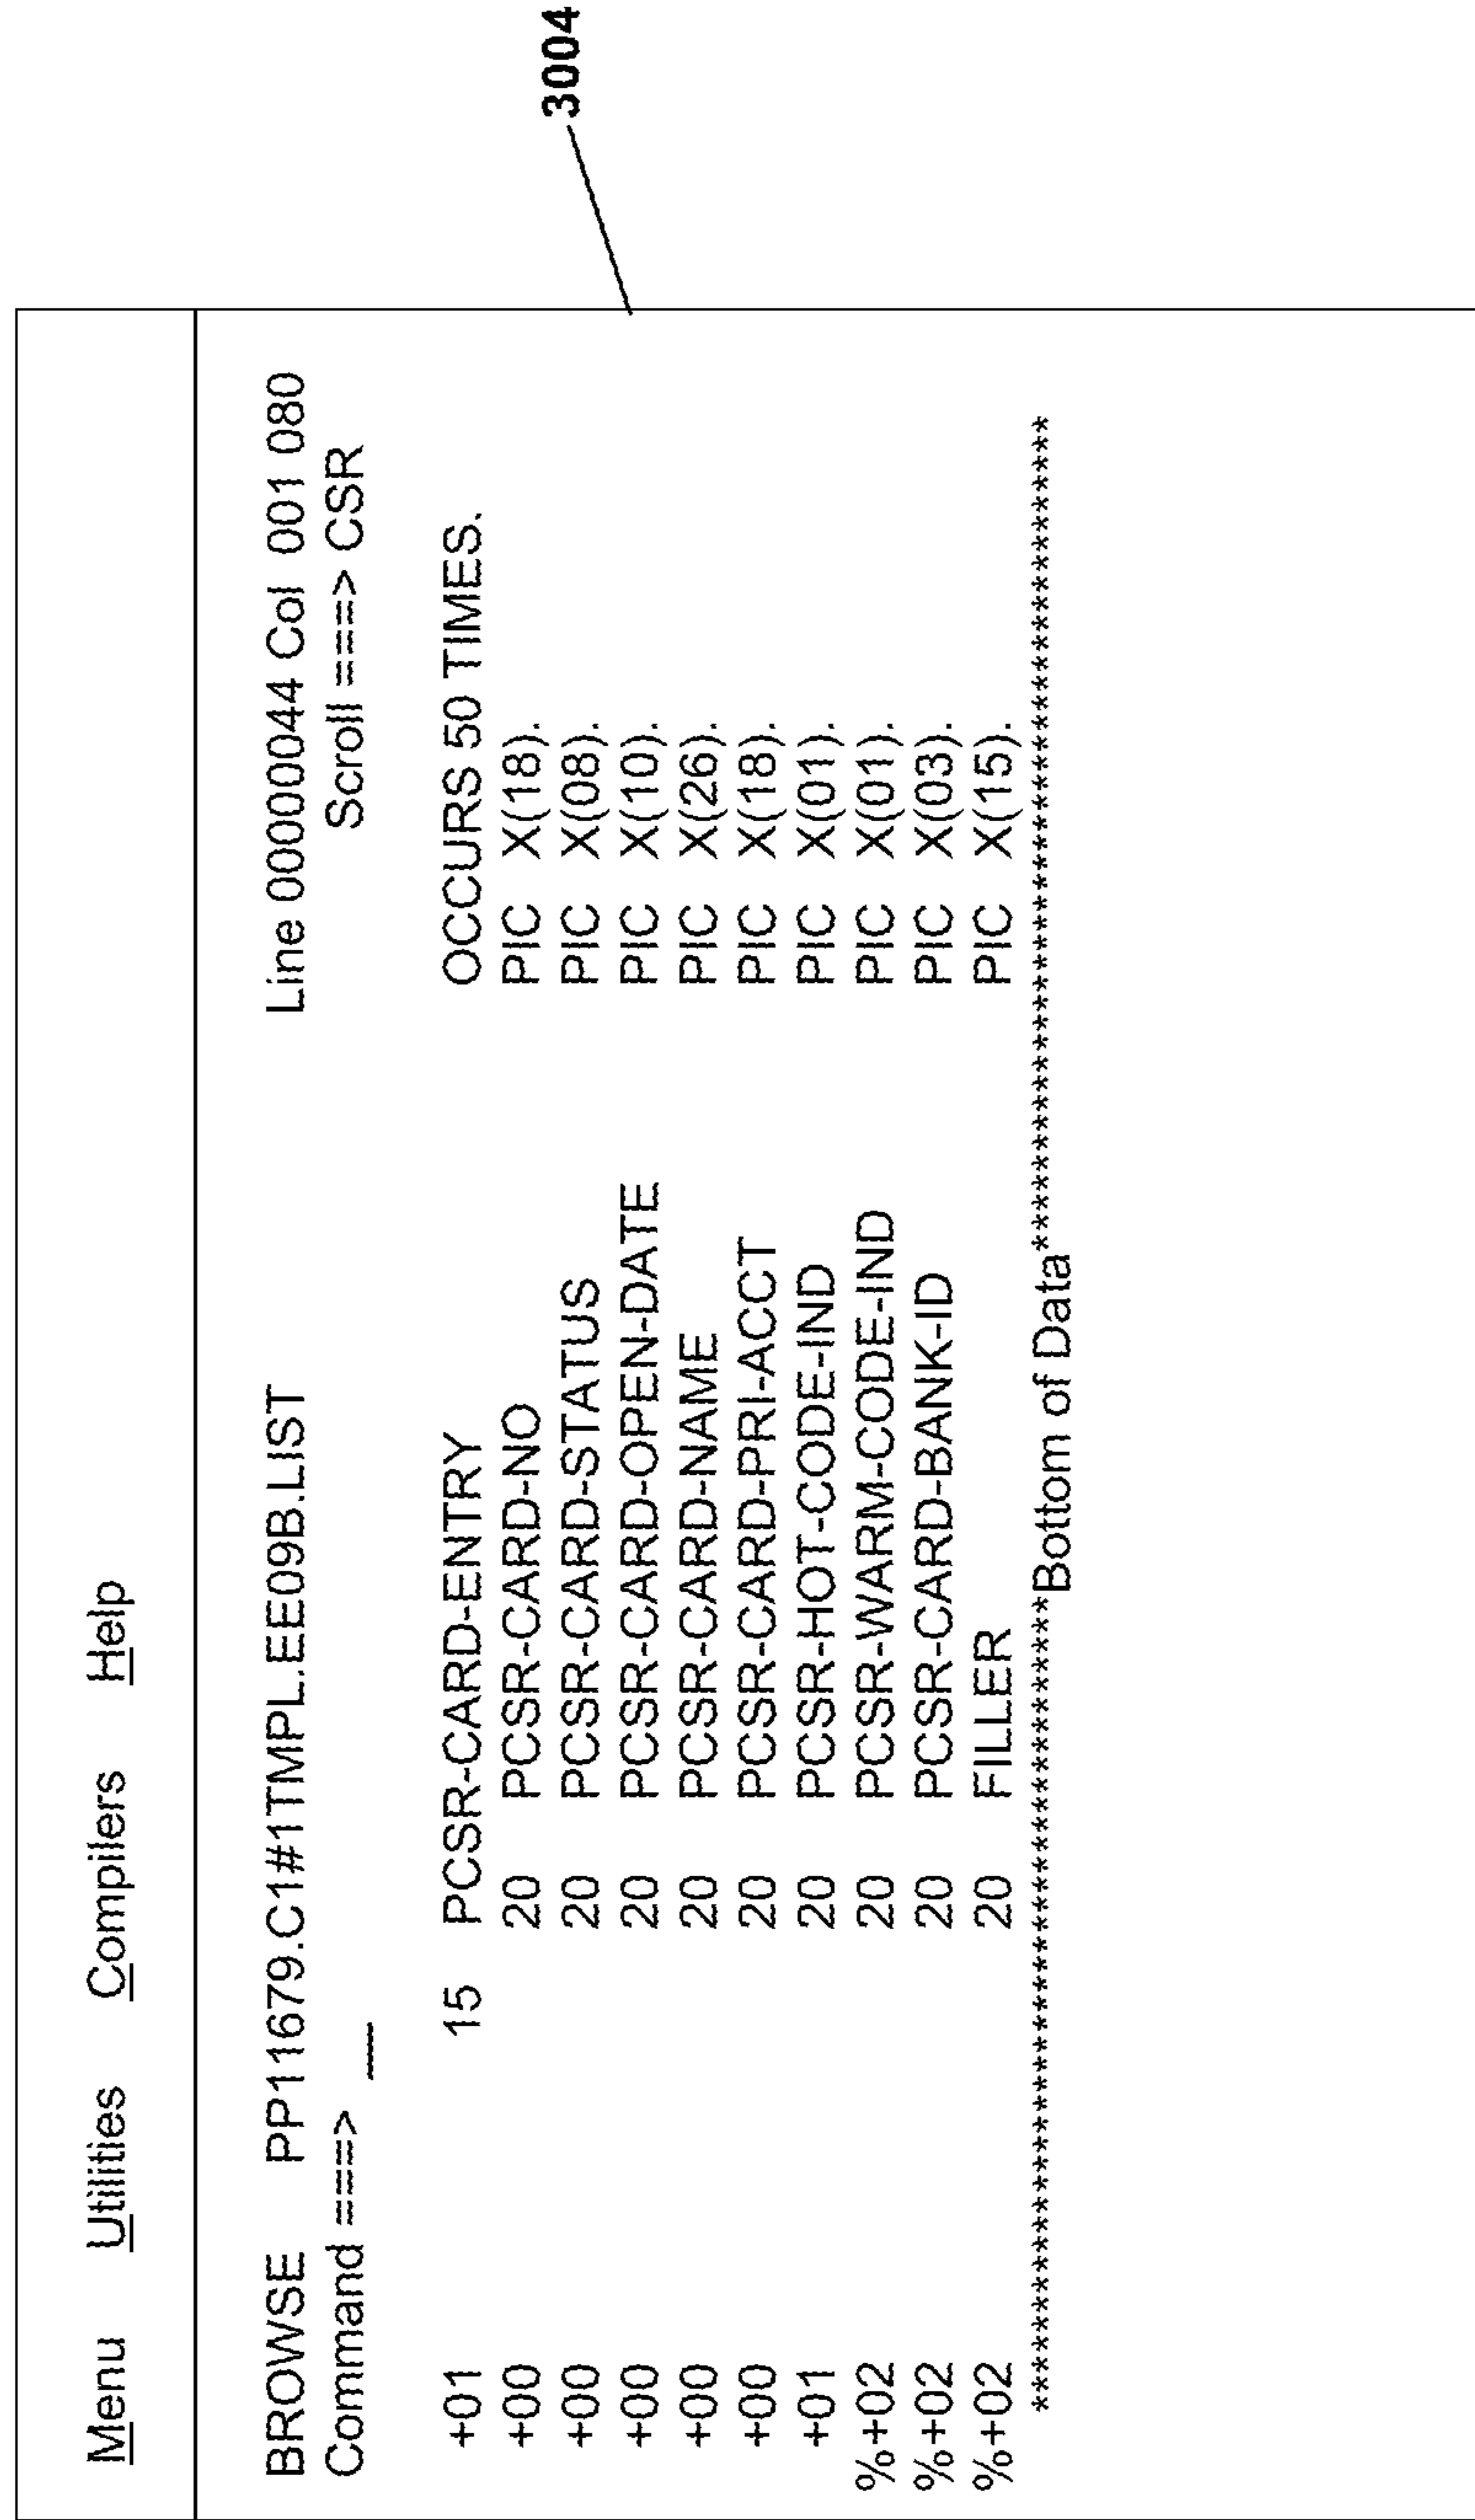 Menu Utilities Compilers Help
BROWSE PP11679.C1#1TMPL.EE09B.LIST Line 0000044 Col 001 080
Command ===> __ Scroll ===> CSR
+01 15 PCSR-CARD-ENTRY OCCURS 50 TIMES.
+00 20 PCSR-CARD-NO PIC X(18).
+00 20 PCSR-CARD-STATUS PIC X(08).
+00 20 PCSR-CARD-OPEN-DATE PIC X(10).
+00 20 PCSR-CARD-NAME PIC X(26).
+00 20 PCSR-CARD-PRI-ACCT PIC X(18).
+01 20 PCSR-HOT-CODE-IND PIC X(01).
%+02 20 PCSR-WARM-CODE-IND PIC X(01).
%+02 20 PCSR-CARD-BANK-ID PIC X(03).
%+02 20 FILLER PIC X(15).
******************************************Bottom of Data******************************************
3004